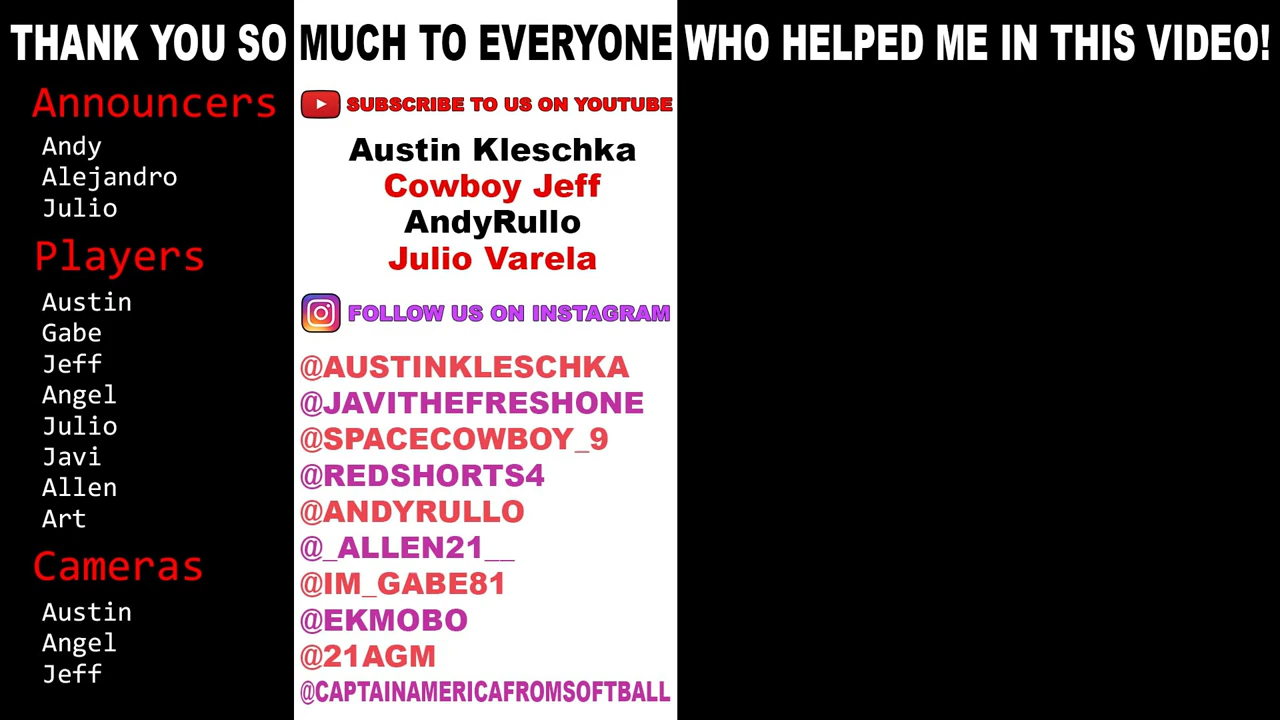 THANK YOU SO MUCH TO EVERYONE WHO HELPED ME IN THIS VIDEO!
Announcers
Andy
Alejandro
Julio
Players
Austin
Gabe
Jeff
Angel
Julio
Javi
Allen
Art
Cameras
Austin
Angel
Jeff
SUBSCRIBE TO US ON YOUTUBE
Austin Kleschka
Cowboy Jeff
AndyRullo
Julio Varela
FOLLOW US ON INSTAGRAM
@AUSTINKLESCHKA
@JAVITHEFRESHONE
@SPACECOWBOY_9
@REDSHORTS4
@ANDYRULLO
@_ALLEN21__
@IM_GABE81
@EKMOBO
@21AGM
@CAPTAINAMERICAFROMSOFTBALL